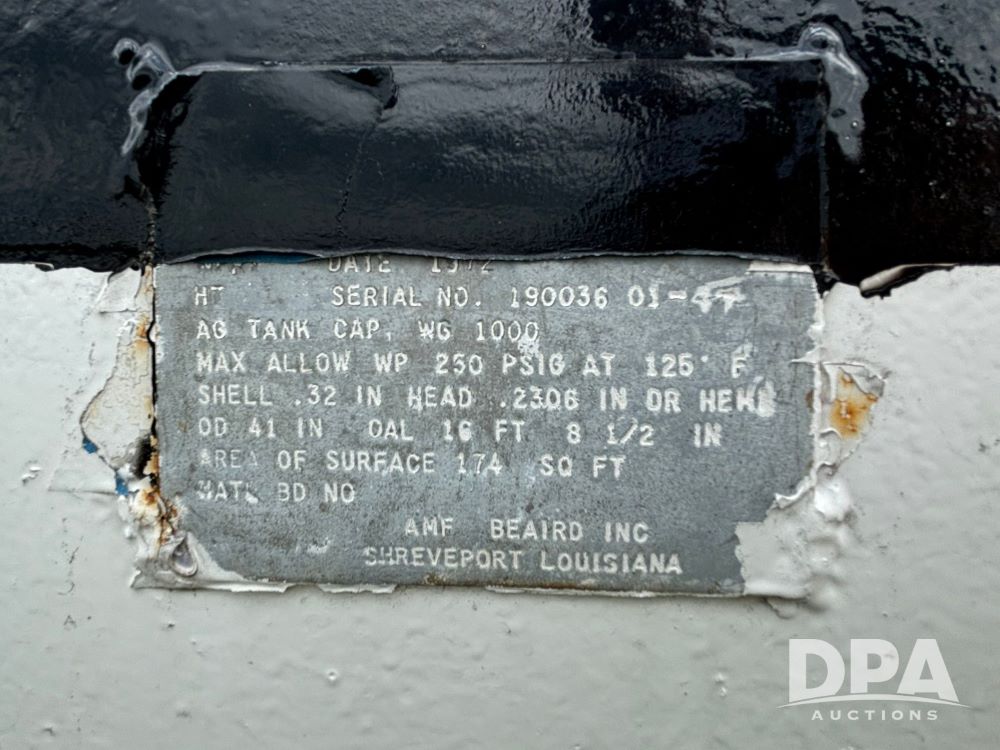 DATE 1972
HT SERIAL NO. 190036 01-44
AG TANK CAP, WG 1000
MAX ALLOW WP 250 PSIG AT 125° F
SHELL .32 IN HEAD .2306 IN OR HEMI
OD 41 IN OAL 16 FT 8 1/2 IN
AREA OF SURFACE 174 SQ FT
MATL BD NO
AMF BEAIRD INC
SHREVEPORT LOUISIANA
DPA
AUCTIONS